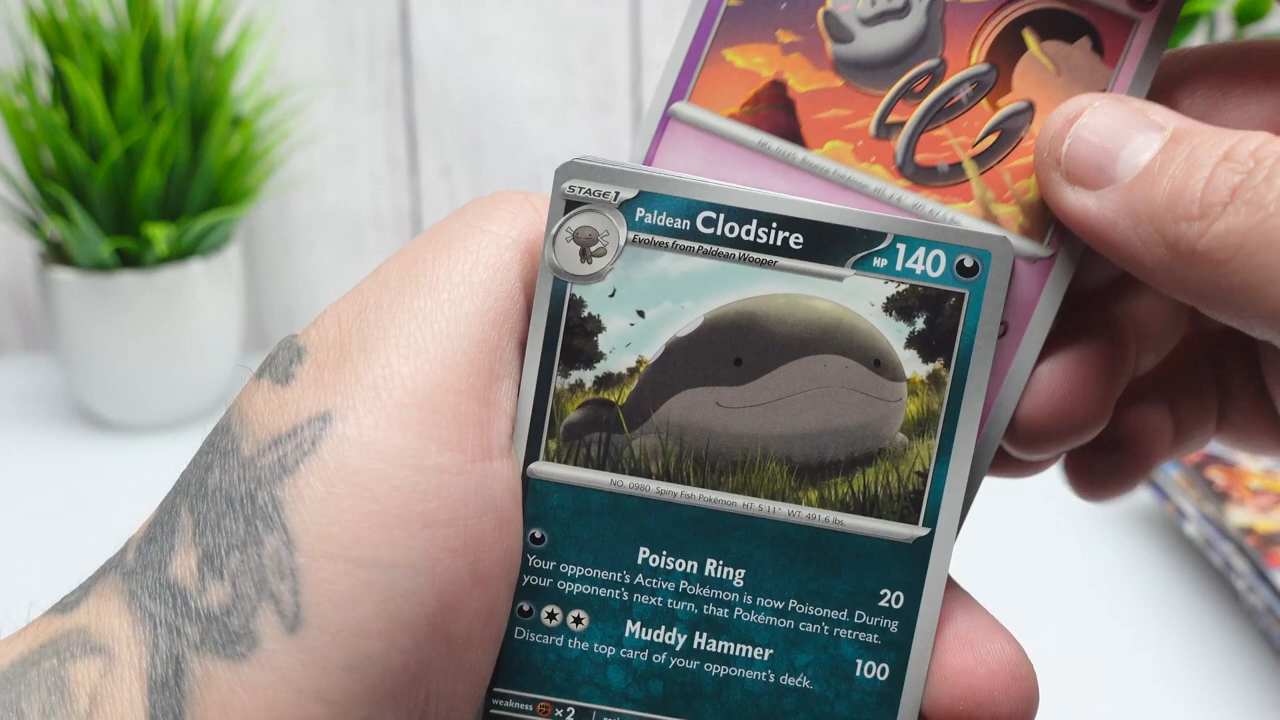 STAGE 1
Paldean Clodsire
HP 140
Evolves from Paldean Wooper
NO. 0980 Spiny Fish Pokémon HT: 5'11" WT: 491.6 lbs.
Poison Ring
20
Your opponent's Active Pokémon is now Poisoned. During
your opponent's next turn, that Pokémon can't retreat.
Muddy Hammer
100
Discard the top card of your opponent's deck.
weakness ×2